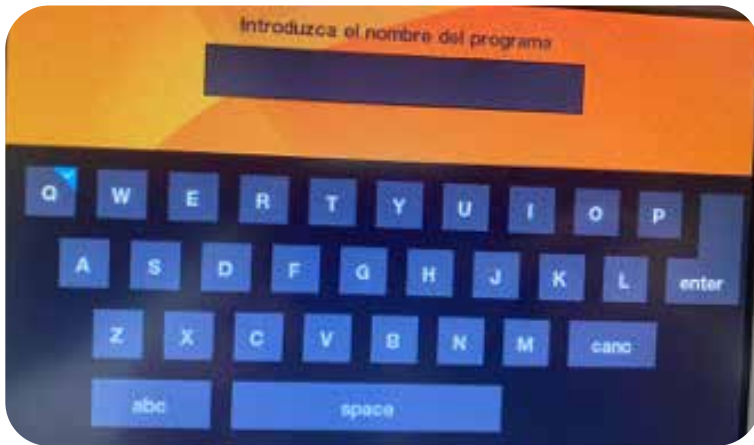 Introduzca el nombre del programa
Q W E R T Y U I O P
A S D F G H J K L enter
Z X C V B N M canc
abc space